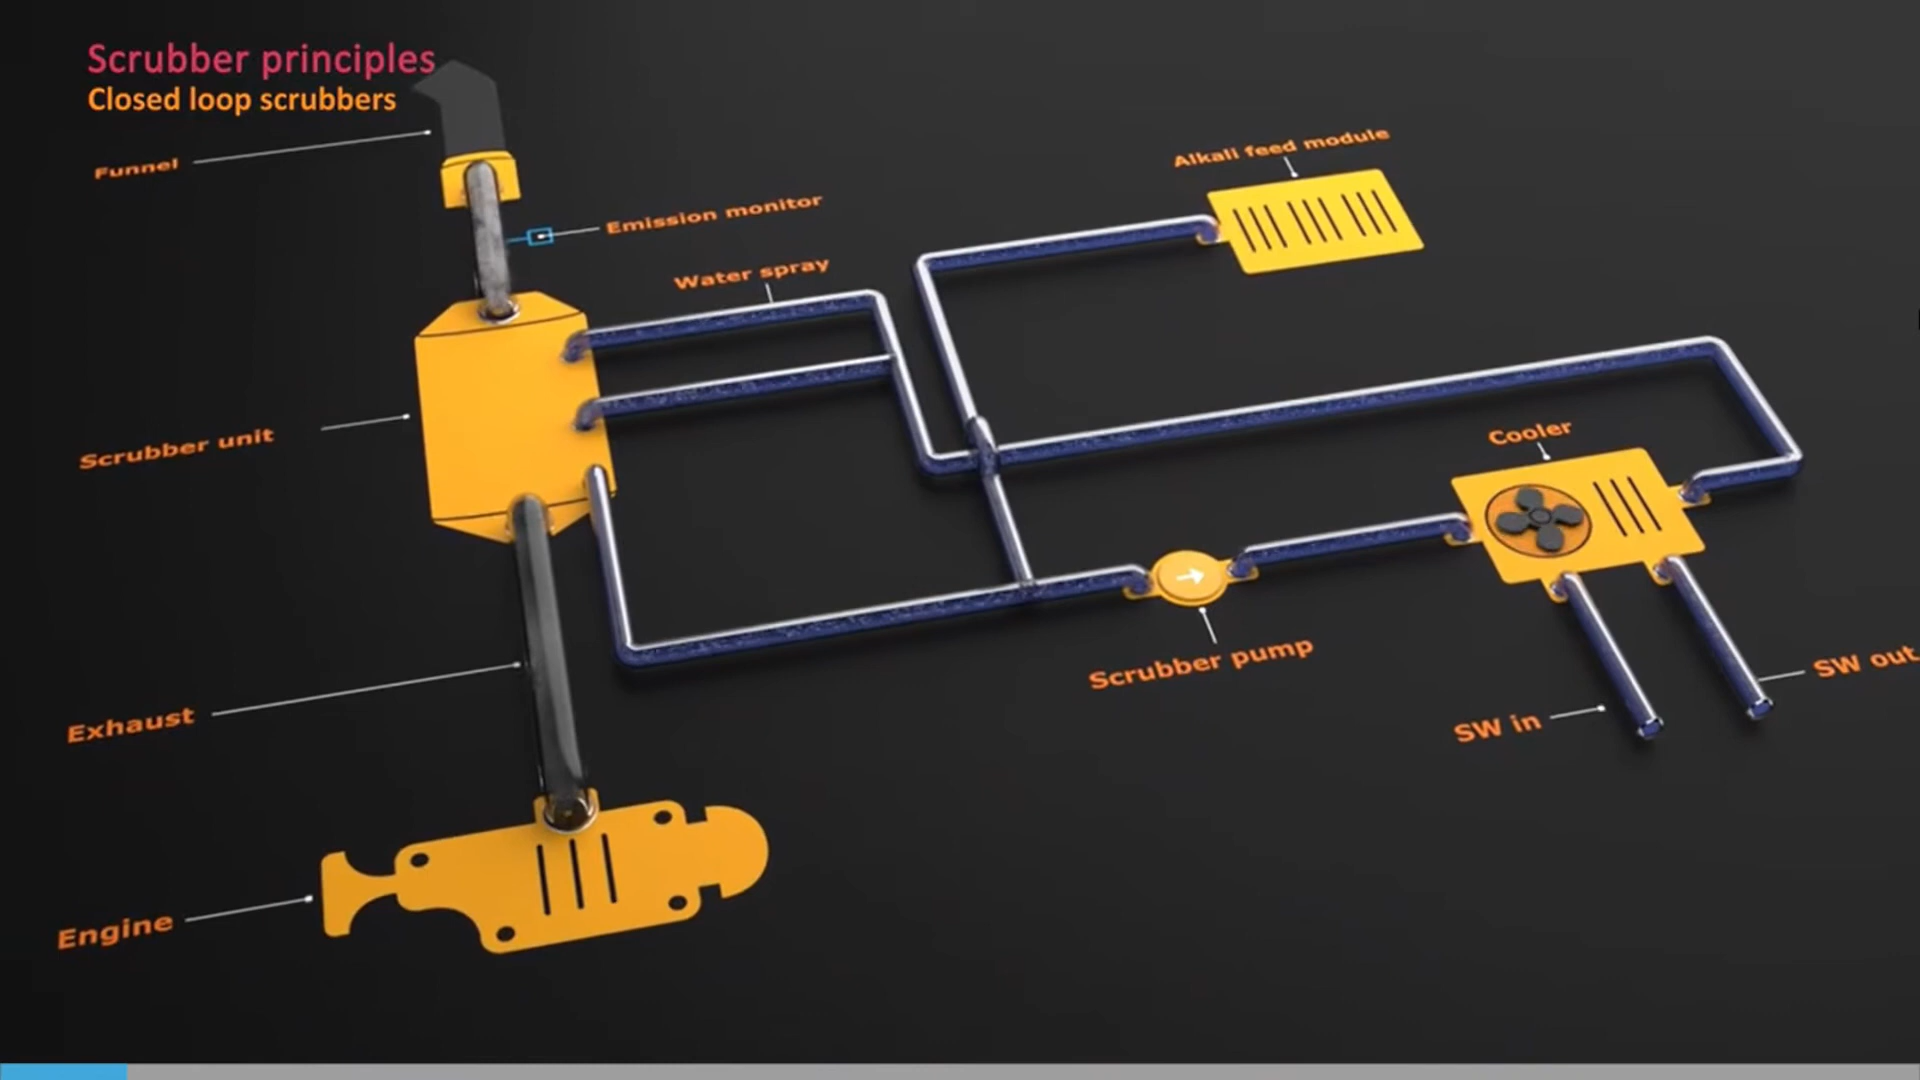 Scrubber principles
Closed loop scrubbers
Funnel
Emission monitor
Water spray
Alkali feed module
Scrubber unit
Cooler
Scrubber pump
Exhaust
SW in
SW out
Engine